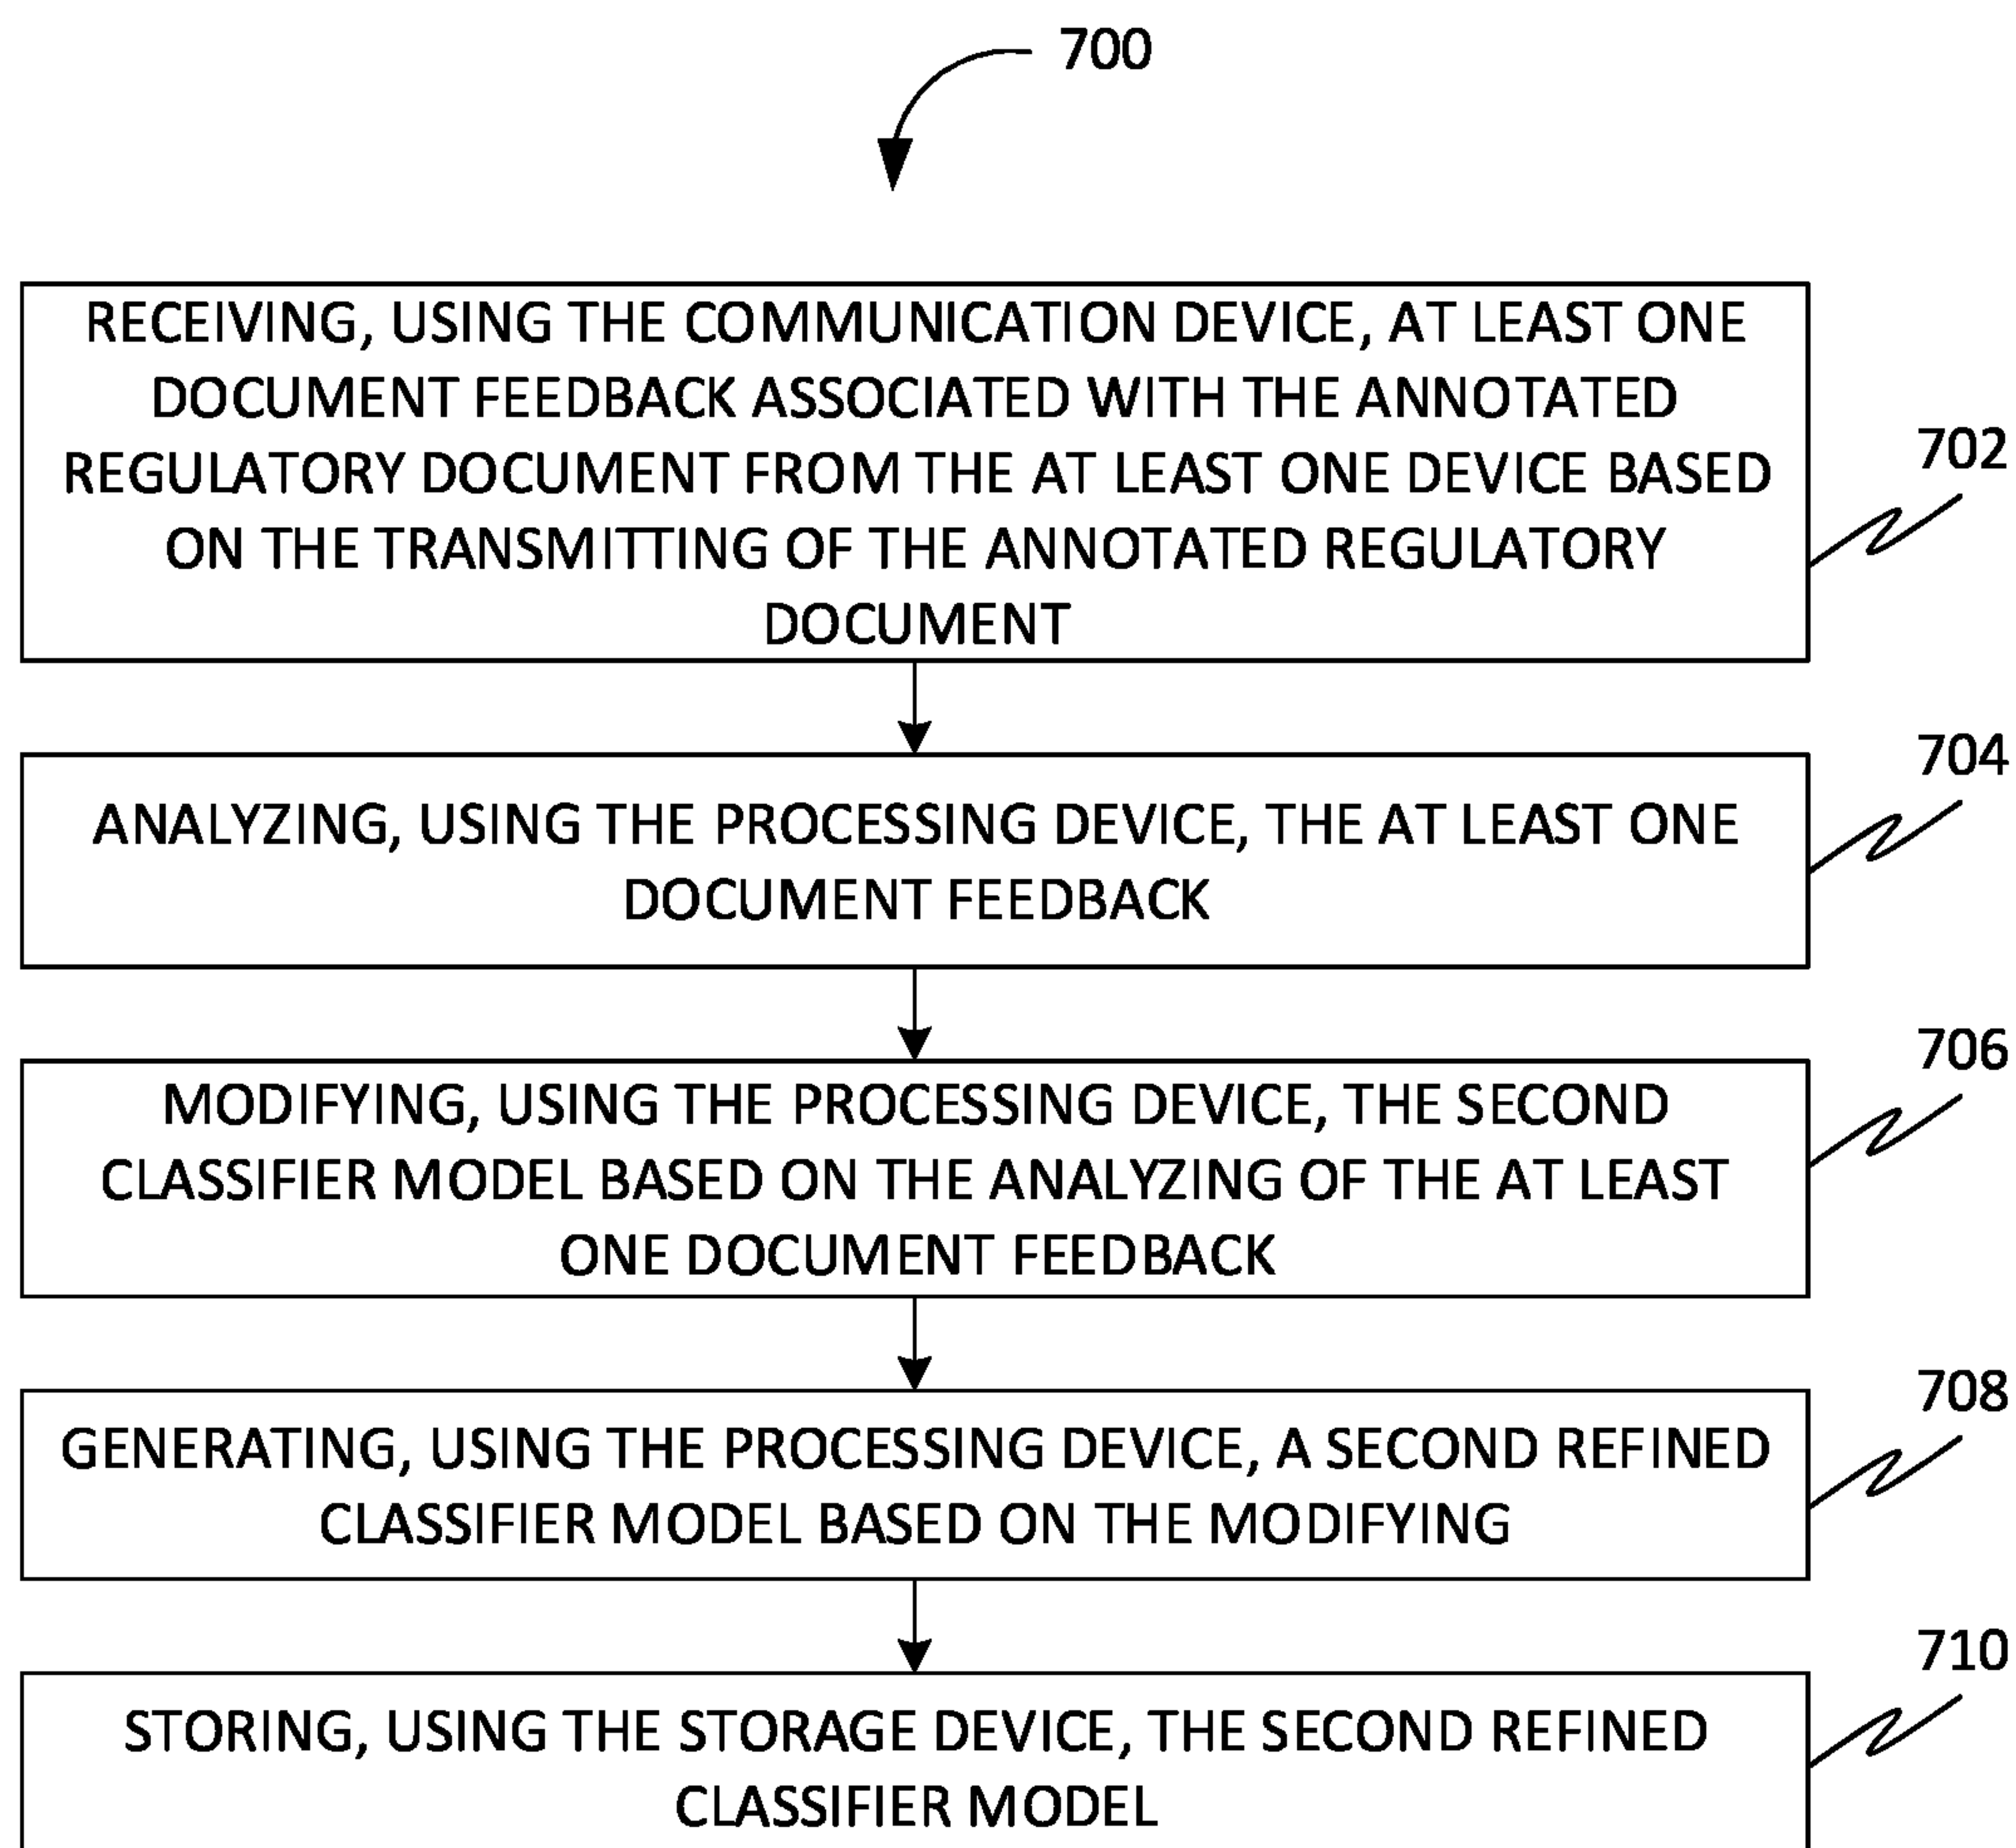 700
RECEIVING, USING THE COMMUNICATION DEVICE, AT LEAST ONE
DOCUMENT FEEDBACK ASSOCIATED WITH THE ANNOTATED
REGULATORY DOCUMENT FROM THE AT LEAST ONE DEVICE BASED
ON THE TRANSMITTING OF THE ANNOTATED REGULATORY
DOCUMENT
702
ANALYZING, USING THE PROCESSING DEVICE, THE AT LEAST ONE
DOCUMENT FEEDBACK
704
MODIFYING, USING THE PROCESSING DEVICE, THE SECOND
CLASSIFIER MODEL BASED ON THE ANALYZING OF THE AT LEAST
ONE DOCUMENT FEEDBACK
706
GENERATING, USING THE PROCESSING DEVICE, A SECOND REFINED
CLASSIFIER MODEL BASED ON THE MODIFYING
708
STORING, USING THE STORAGE DEVICE, THE SECOND REFINED
CLASSIFIER MODEL
710